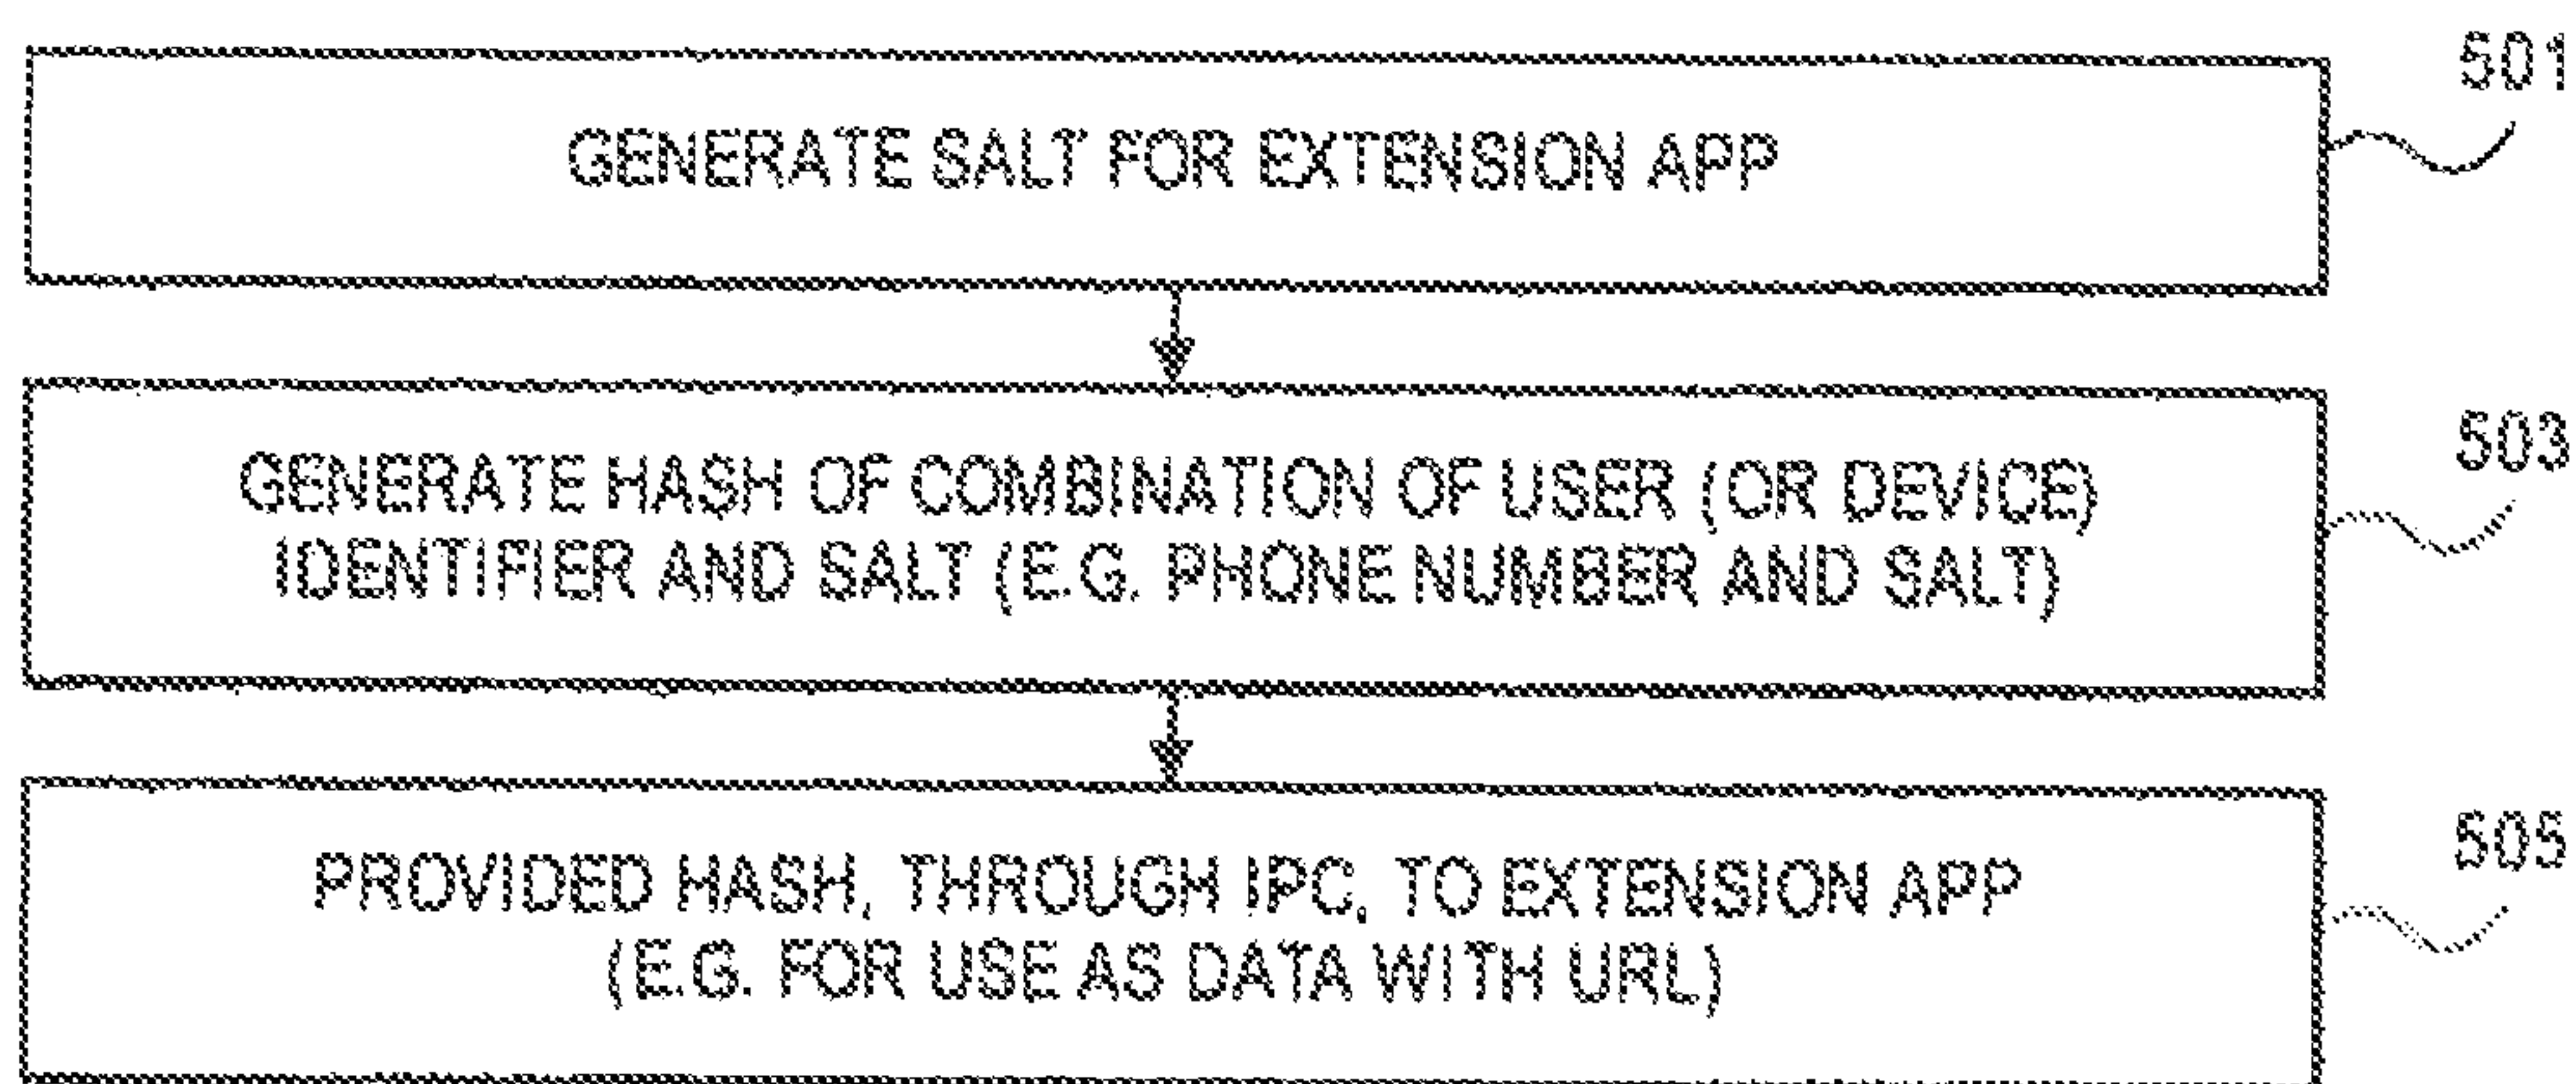 501
GENERATE SALT FOR EXTENSION APP
503
GENERATE HASH OF COMBINATION OF USER (OR DEVICE)
IDENTIFIER AND SALT (E.G. PHONE NUMBER AND SALT)
505
PROVIDED HASH, THROUGH IPC, TO EXTENSION APP
(E.G. FOR USE AS DATA WITH URL)